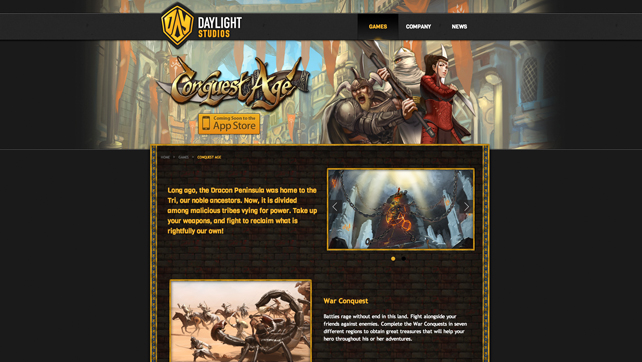 DAY
DAYLIGHT
STUDIOS
GAMES
COMPANY
NEWS
Conquest Age
Coming Soon to the
App Store
HOME > GAMES > CONQUEST AGE
Long ago, the Dracan Peninsula was home to the
Tri, our noble ancestors. Now, it is divided
among malicious tribes vying for power. Take up
your weapons, and fight to reclaim what is
rightfully our own!
War Conquest
Battles rage without end in this land. Fight alongside your
friends against enemies. Complete the War Conquests in seven
different regions to obtain great treasures that will help your
hero throughout his or her adventures.